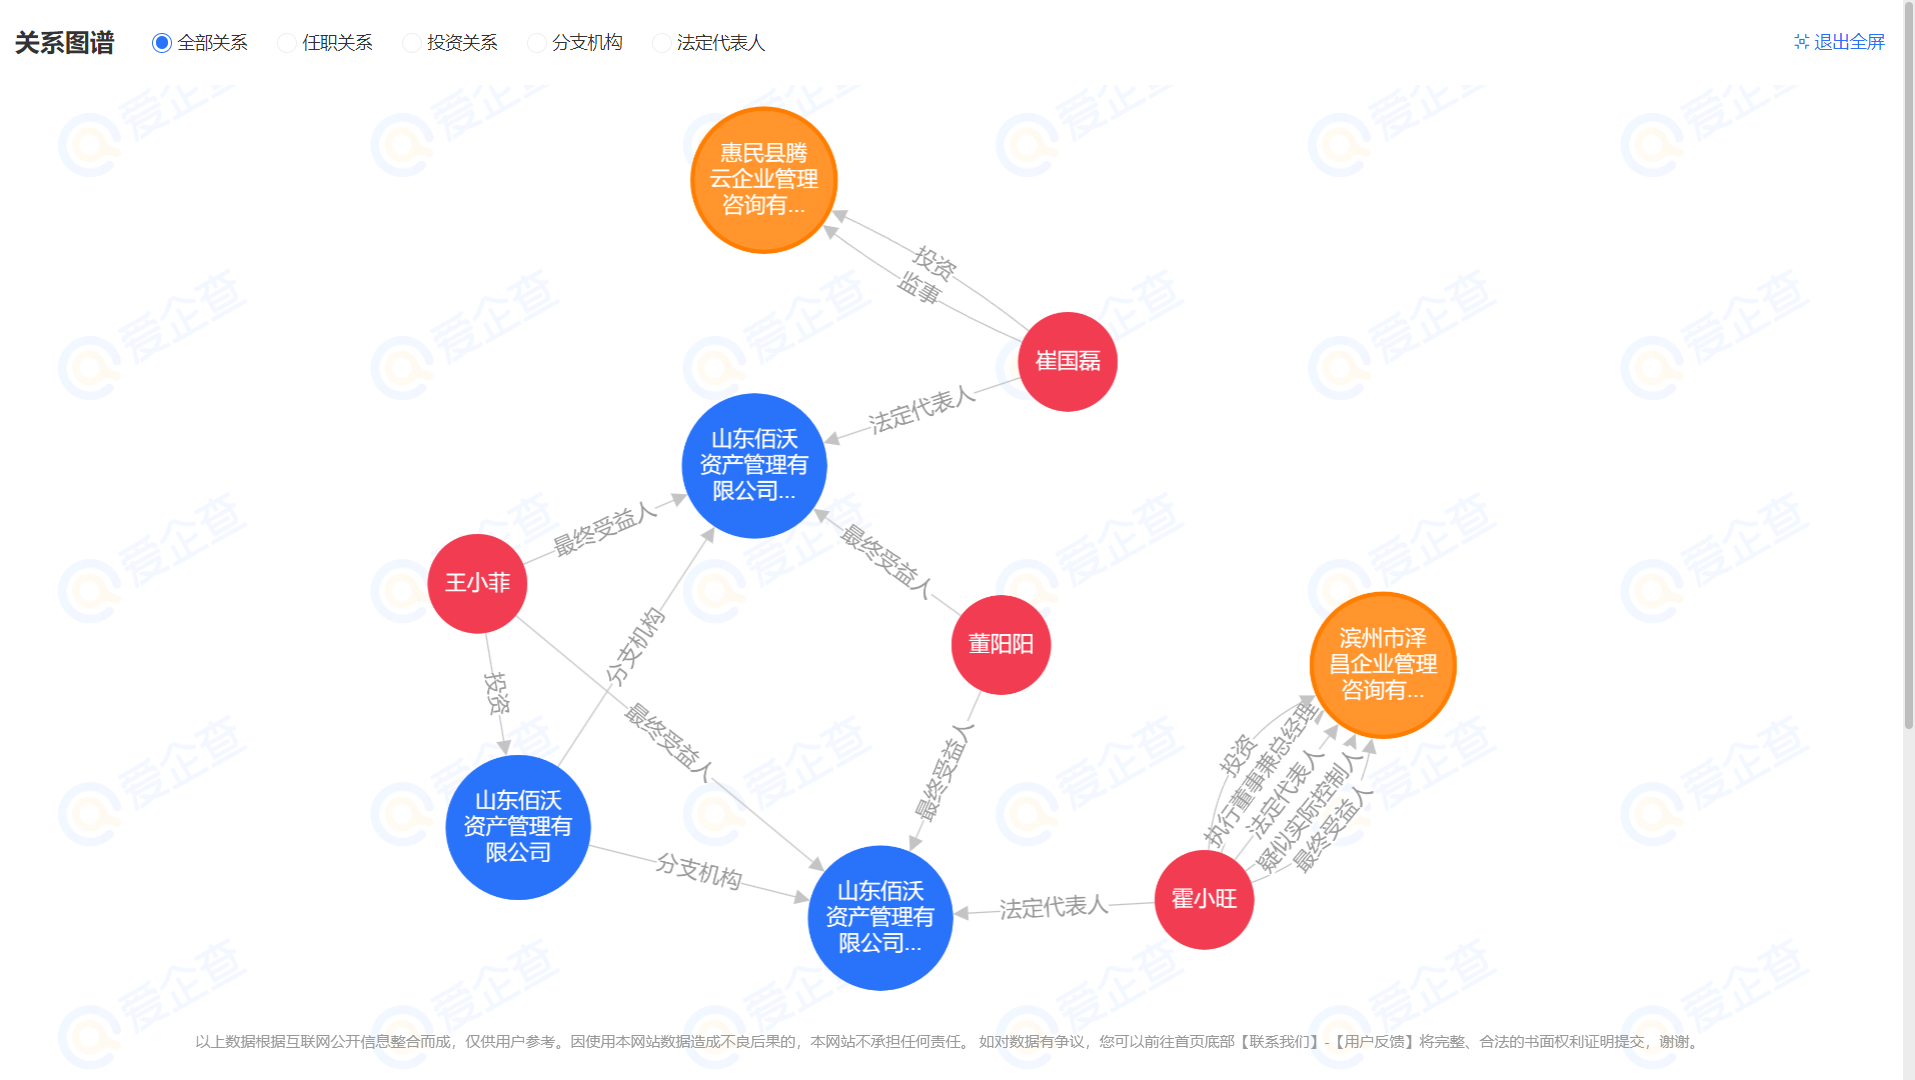 关系图谱
全部关系
任职关系
投资关系
分支机构
法定代表人
退出全屏
惠民县腾
云企业管理
咨询有...
投资
监事
崔国磊
法定代表人
山东佰沃
资产管理有
限公司...
最终受益人
最终受益人
王小菲
分支机构
董阳阳
滨州市泽
昌企业管理
咨询有...
投资
最终受益人
最终受益人
投资
执行董事兼总经理
法定代表人
疑似实际控制人
最终受益人
山东佰沃
资产管理有
限公司
分支机构
山东佰沃
资产管理有
限公司...
法定代表人
霍小旺
以上数据根据互联网公开信息整合而成，仅供用户参考。因使用本网站数据造成不良后果的，本网站不承担任何责任。 如对数据有争议，您可以前往首页底部【联系我们】-【用户反馈】将完整、合法的书面权利证明提交，谢谢。
爱企查